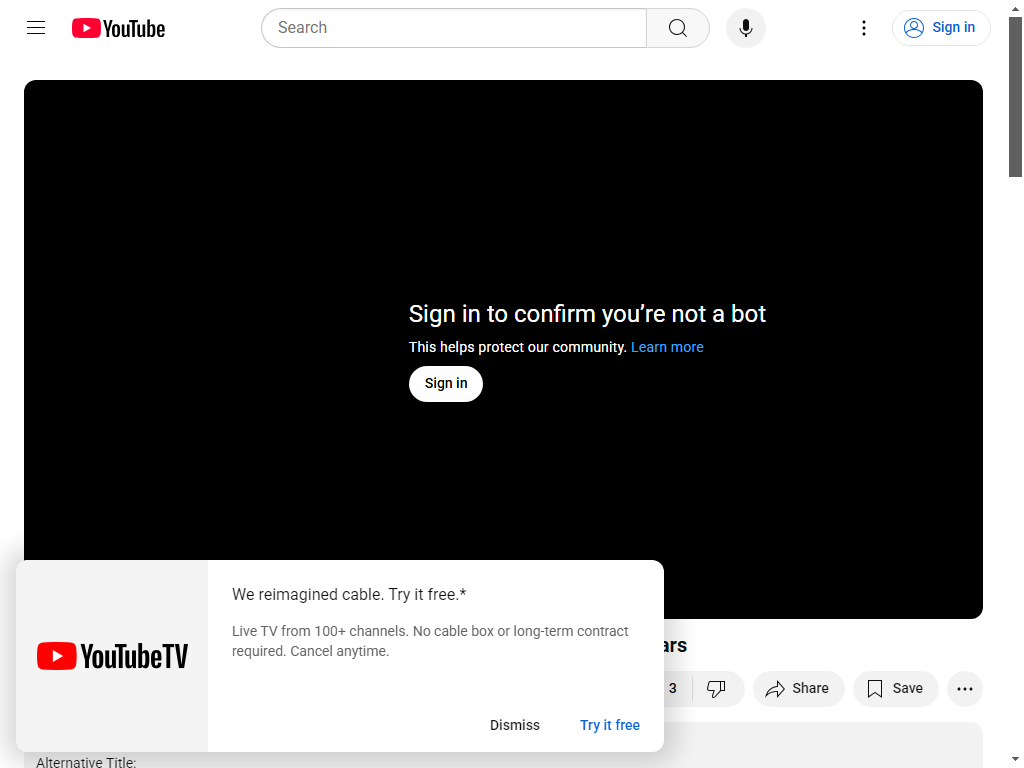 YouTube
Search
Sign in
Sign in to confirm you’re not a bot
This helps protect our community. Learn more
Sign in
We reimagined cable. Try it free.*
Live TV from 100+ channels. No cable box or long-term contract
required. Cancel anytime.
YouTubeTV
Dismiss
Try it free
ars
3
Share
Save
Alternative Title: